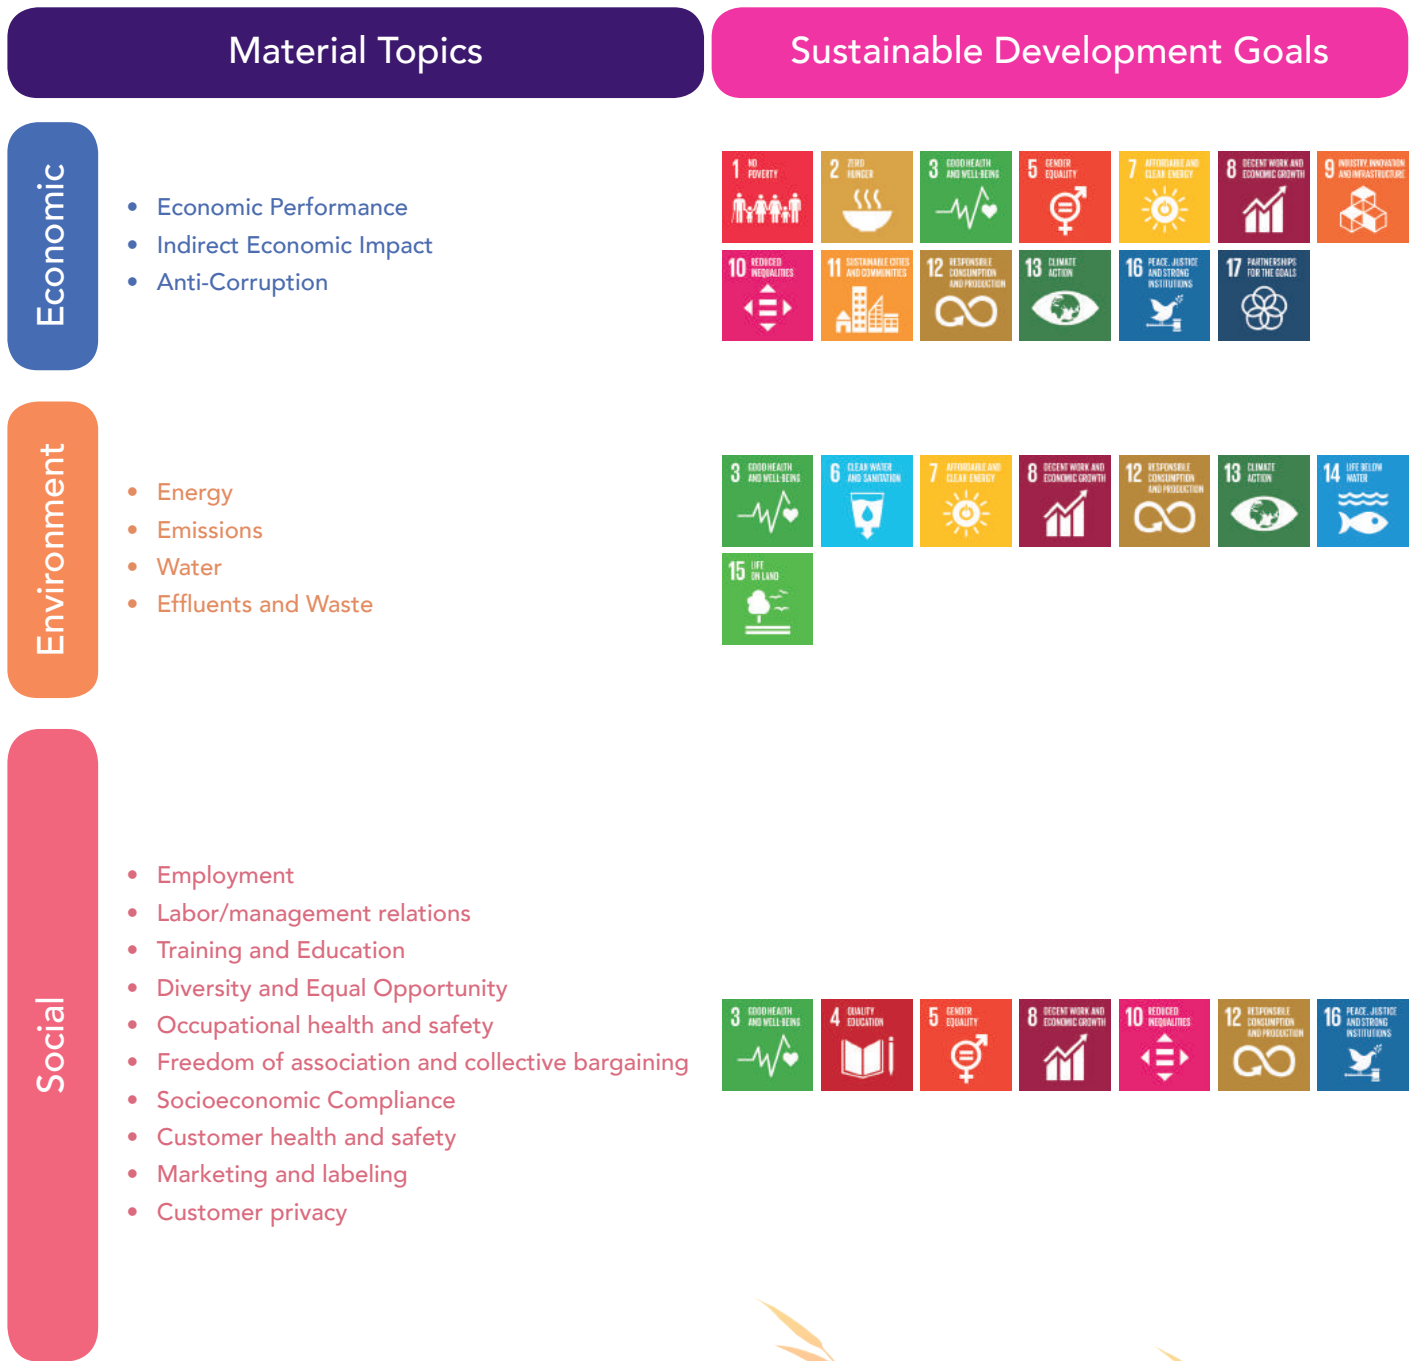 Material Topics
Sustainable Development Goals
Economic
• Economic Performance
• Indirect Economic Impact
• Anti-Corruption
1 NO
POVERTY
2 ZERO
HUNGER
3 GOOD HEALTH
AND WELL-BEING
5 GENDER
EQUALITY
7 AFFORDABLE AND
CLEAN ENERGY
8 DECENT WORK AND
ECONOMIC GROWTH
9 INDUSTRY, INNOVATION
AND INFRASTRUCTURE
10 REDUCED
INEQUALITIES
11 SUSTAINABLE CITIES
AND COMMUNITIES
12 RESPONSIBLE
CONSUMPTION
AND PRODUCTION
13 CLIMATE
ACTION
16 PEACE, JUSTICE
AND STRONG
INSTITUTIONS
17 PARTNERSHIPS
FOR THE GOALS
Environment
• Energy
• Emissions
• Water
• Effluents and Waste
3 GOOD HEALTH
AND WELL-BEING
6 CLEAN WATER
AND SANITATION
7 AFFORDABLE AND
CLEAN ENERGY
8 DECENT WORK AND
ECONOMIC GROWTH
12 RESPONSIBLE
CONSUMPTION
AND PRODUCTION
13 CLIMATE
ACTION
14 LIFE BELOW
WATER
15 LIFE
ON LAND
Social
• Employment
• Labor/management relations
• Training and Education
• Diversity and Equal Opportunity
• Occupational health and safety
• Freedom of association and collective bargaining
• Socioeconomic Compliance
• Customer health and safety
• Marketing and labeling
• Customer privacy
3 GOOD HEALTH
AND WELL-BEING
4 QUALITY
EDUCATION
5 GENDER
EQUALITY
8 DECENT WORK AND
ECONOMIC GROWTH
10 REDUCED
INEQUALITIES
12 RESPONSIBLE
CONSUMPTION
AND PRODUCTION
16 PEACE, JUSTICE
AND STRONG
INSTITUTIONS